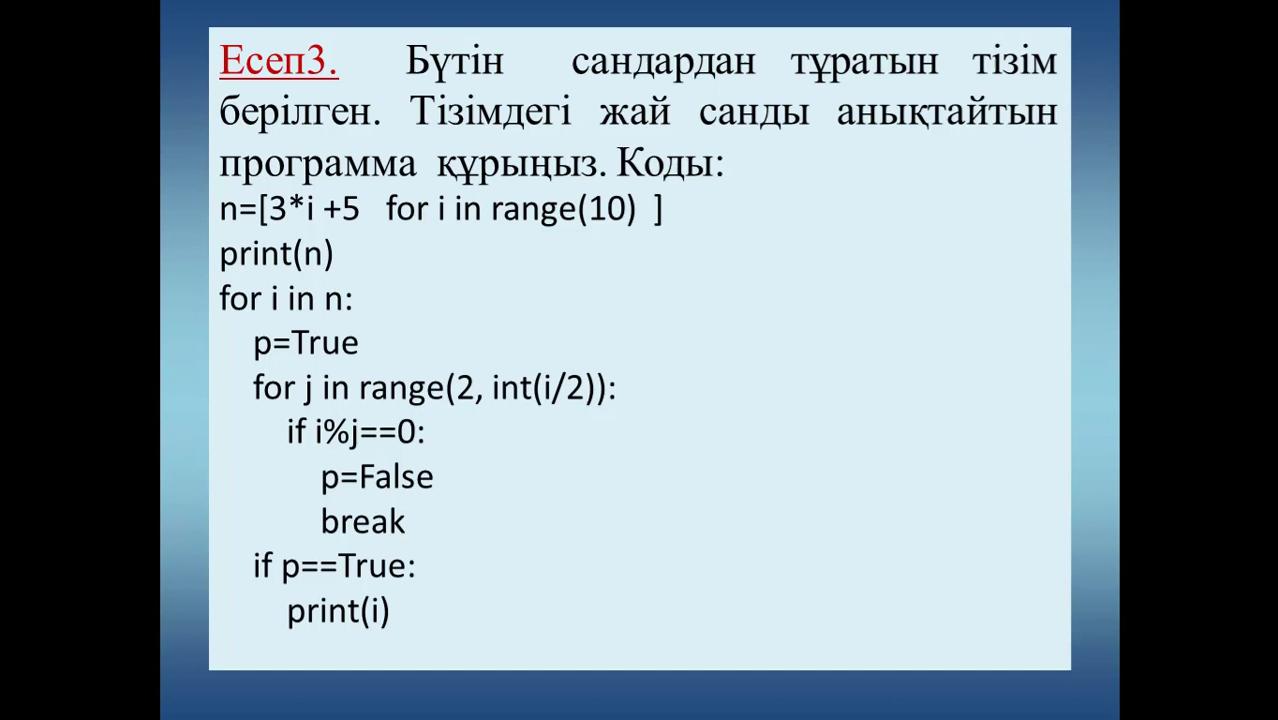 Есеп3. Бүтін сандардан тұратын тізім
берілген. Тізімдегі жай санды анықтайтын
программа құрыңыз. Коды:
n=[3*i +5 for i in range(10) ]
print(n)
for i in n:
    p=True
    for j in range(2, int(i/2)):
        if i%j==0:
            p=False
            break
    if p==True:
        print(i)